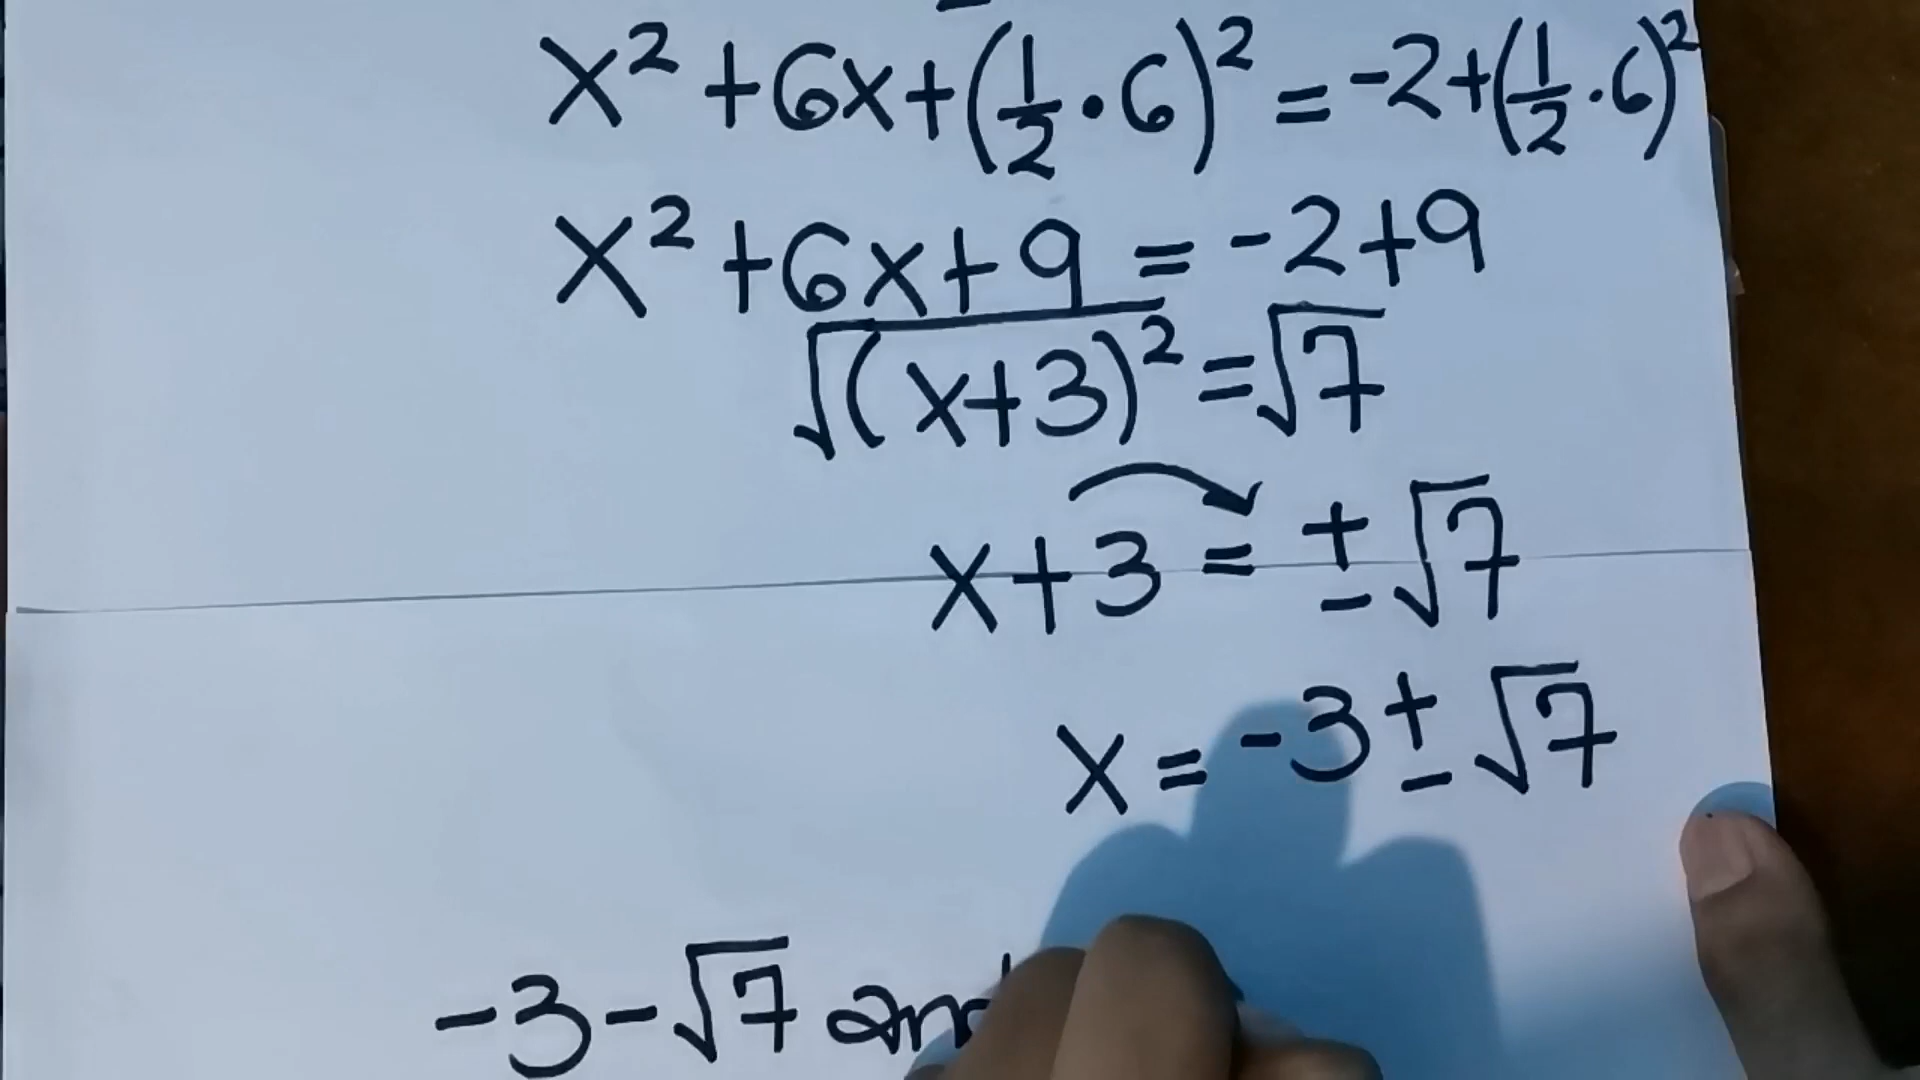 x² + 6x + (1/2 · 6)² = -2 + (1/2 · 6)²
x² + 6x + 9 = -2 + 9
√(x+3)² = √7
x + 3 = ± √7
x = -3 ± √7
-3 - √7 and